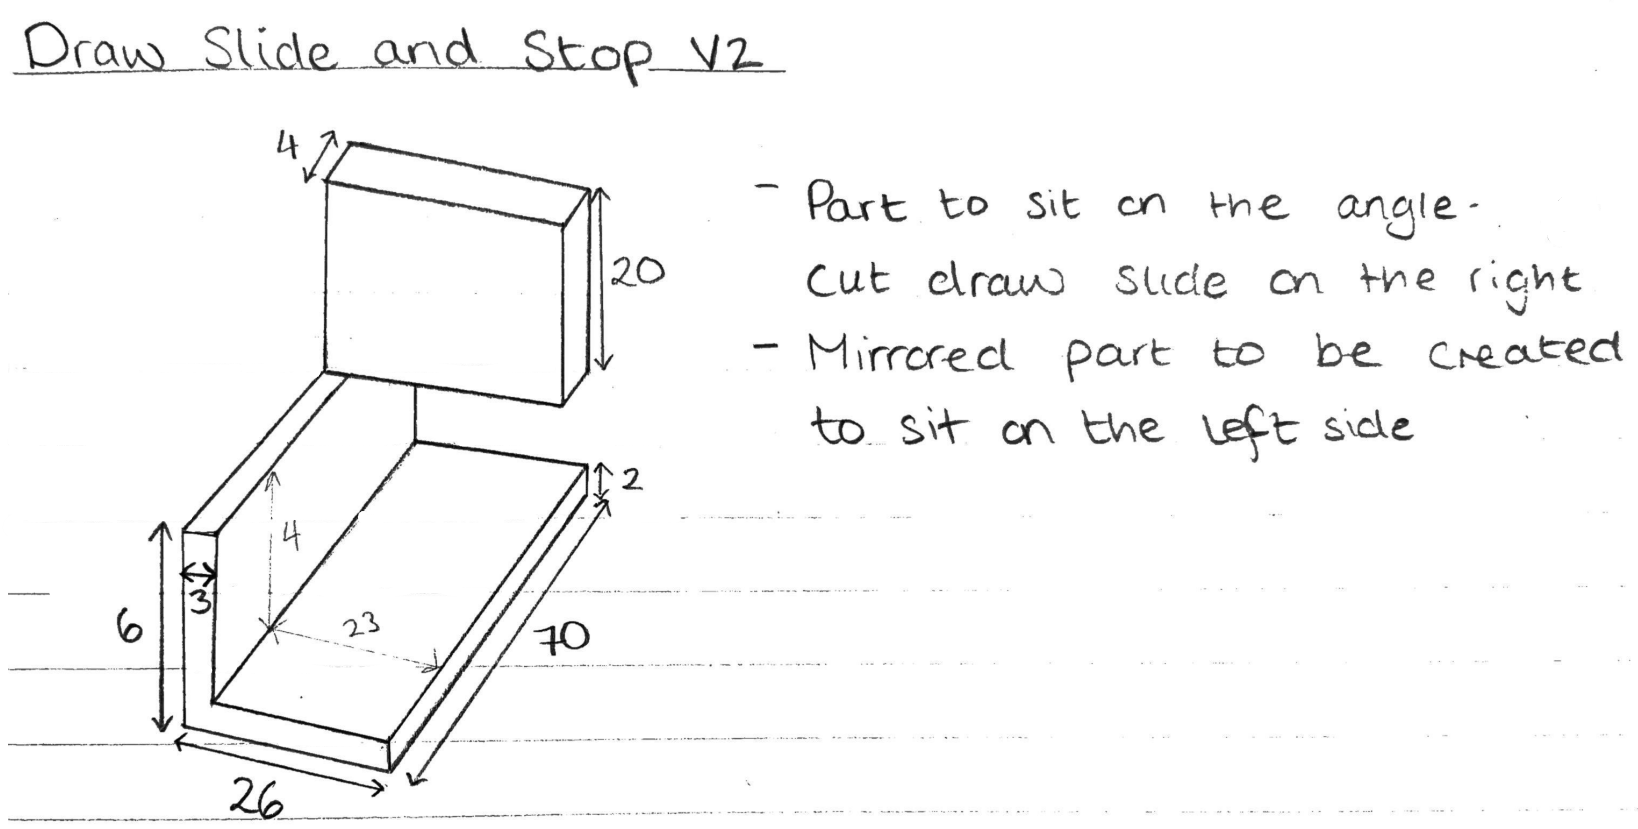 Draw Slide and Stop V2
4
- Part to sit on the angle.
cut draw slide on the right
20
- Mirrored part to be created
to sit on the left side
2
4
3
6
23
70
26